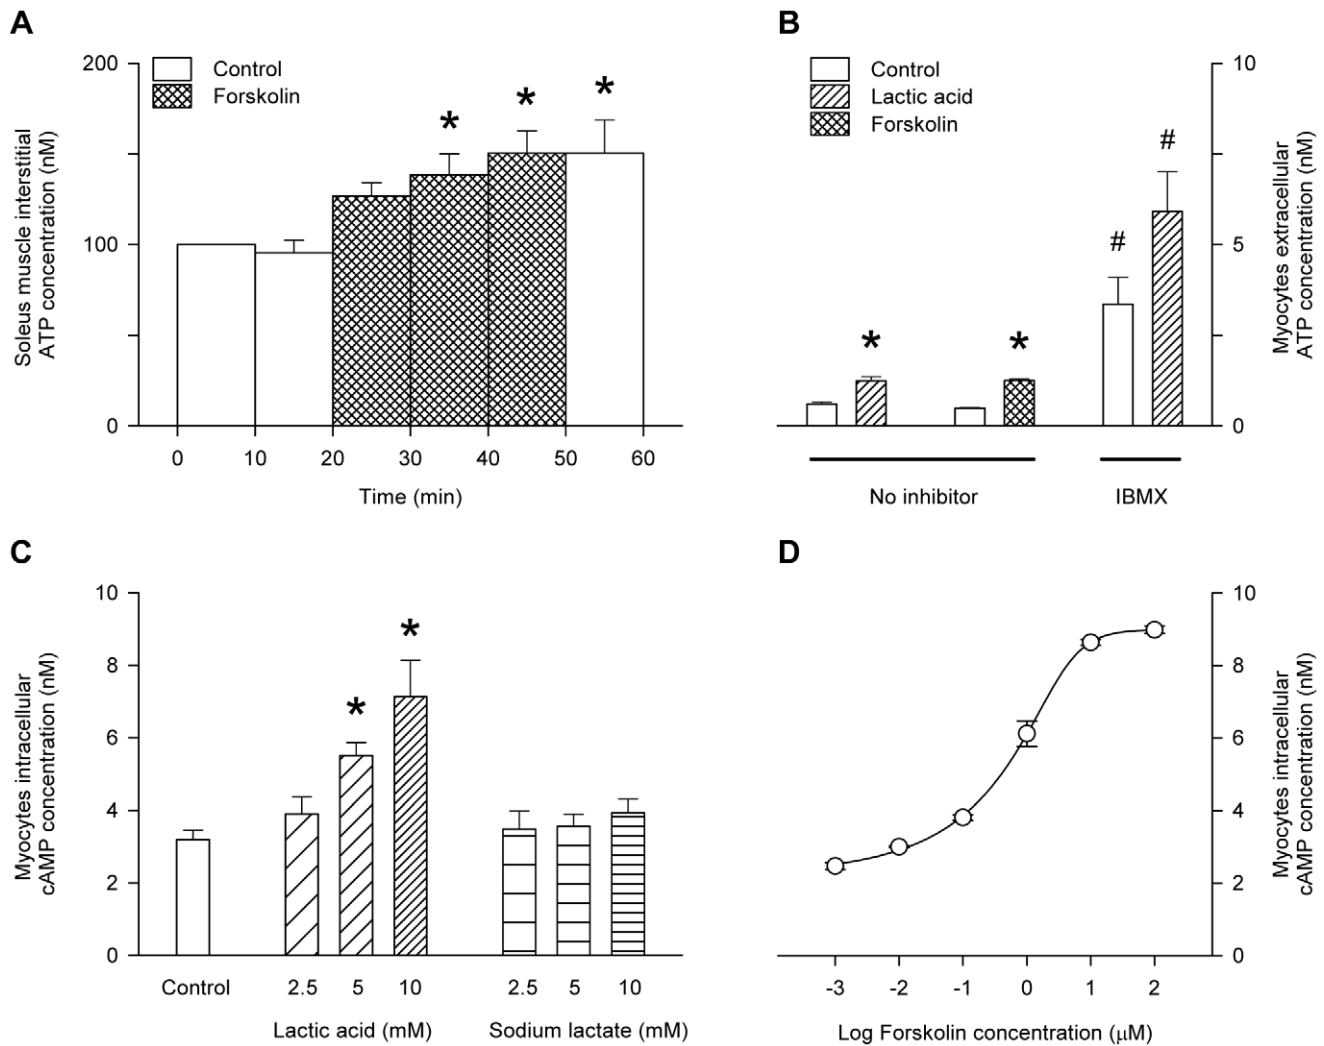 A
200
100
0
Control
Forskolin
*
*
*
Soleus muscle interstitial
ATP concentration (nM)
0 10 20 30 40 50 60
Time (min)
B
Control
Lactic acid
Forskolin
*
*
#
#
10
5
0
Myocytes extracellular
ATP concentration (nM)
No inhibitor IBMX
C
10
8
6
4
2
0
*
*
Myocytes intracellular
cAMP concentration (nM)
Control 2.5 5 10 2.5 5 10
Lactic acid (mM) Sodium lactate (mM)
D
10
8
6
4
2
0
Myocytes intracellular
cAMP concentration (nM)
-3 -2 -1 0 1 2
Log Forskolin concentration (μM)